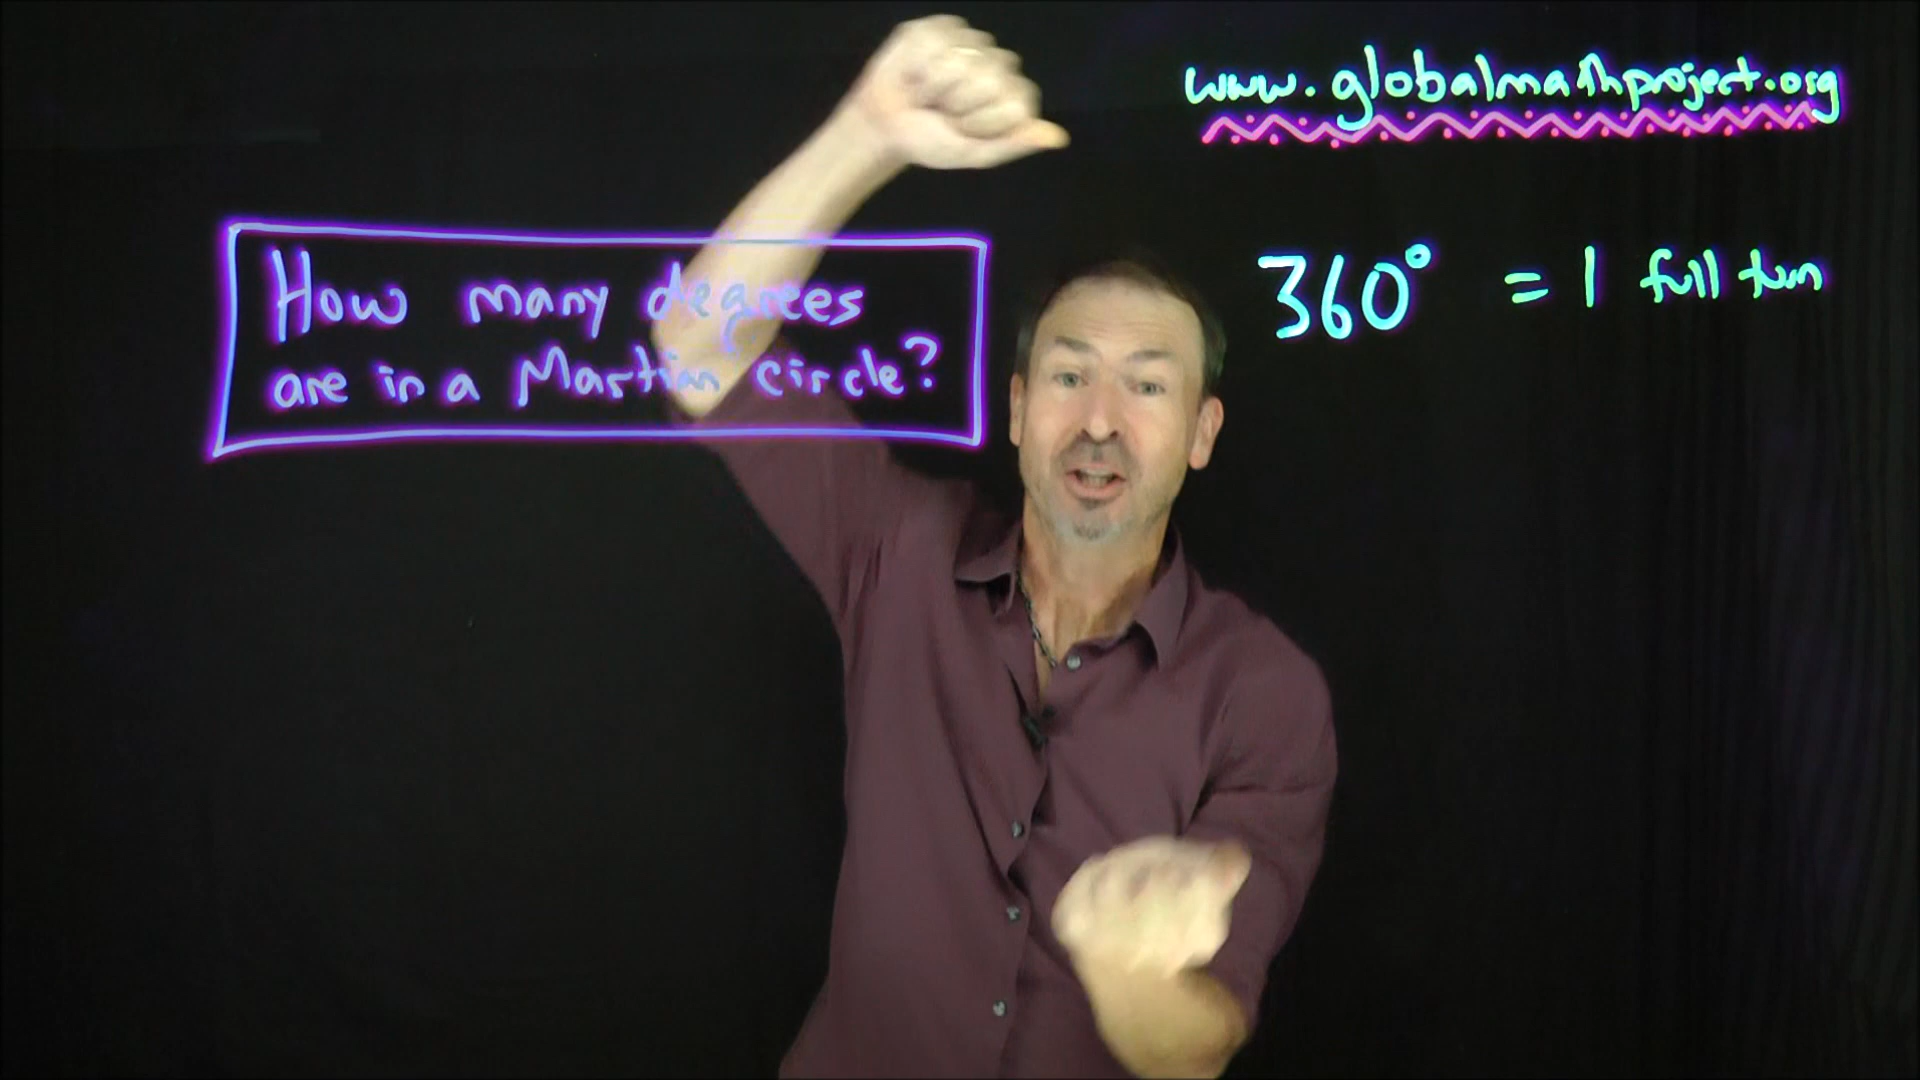 www.globalmathproject.org
How many degrees
are in a Martian circle?
360° = 1 full turn